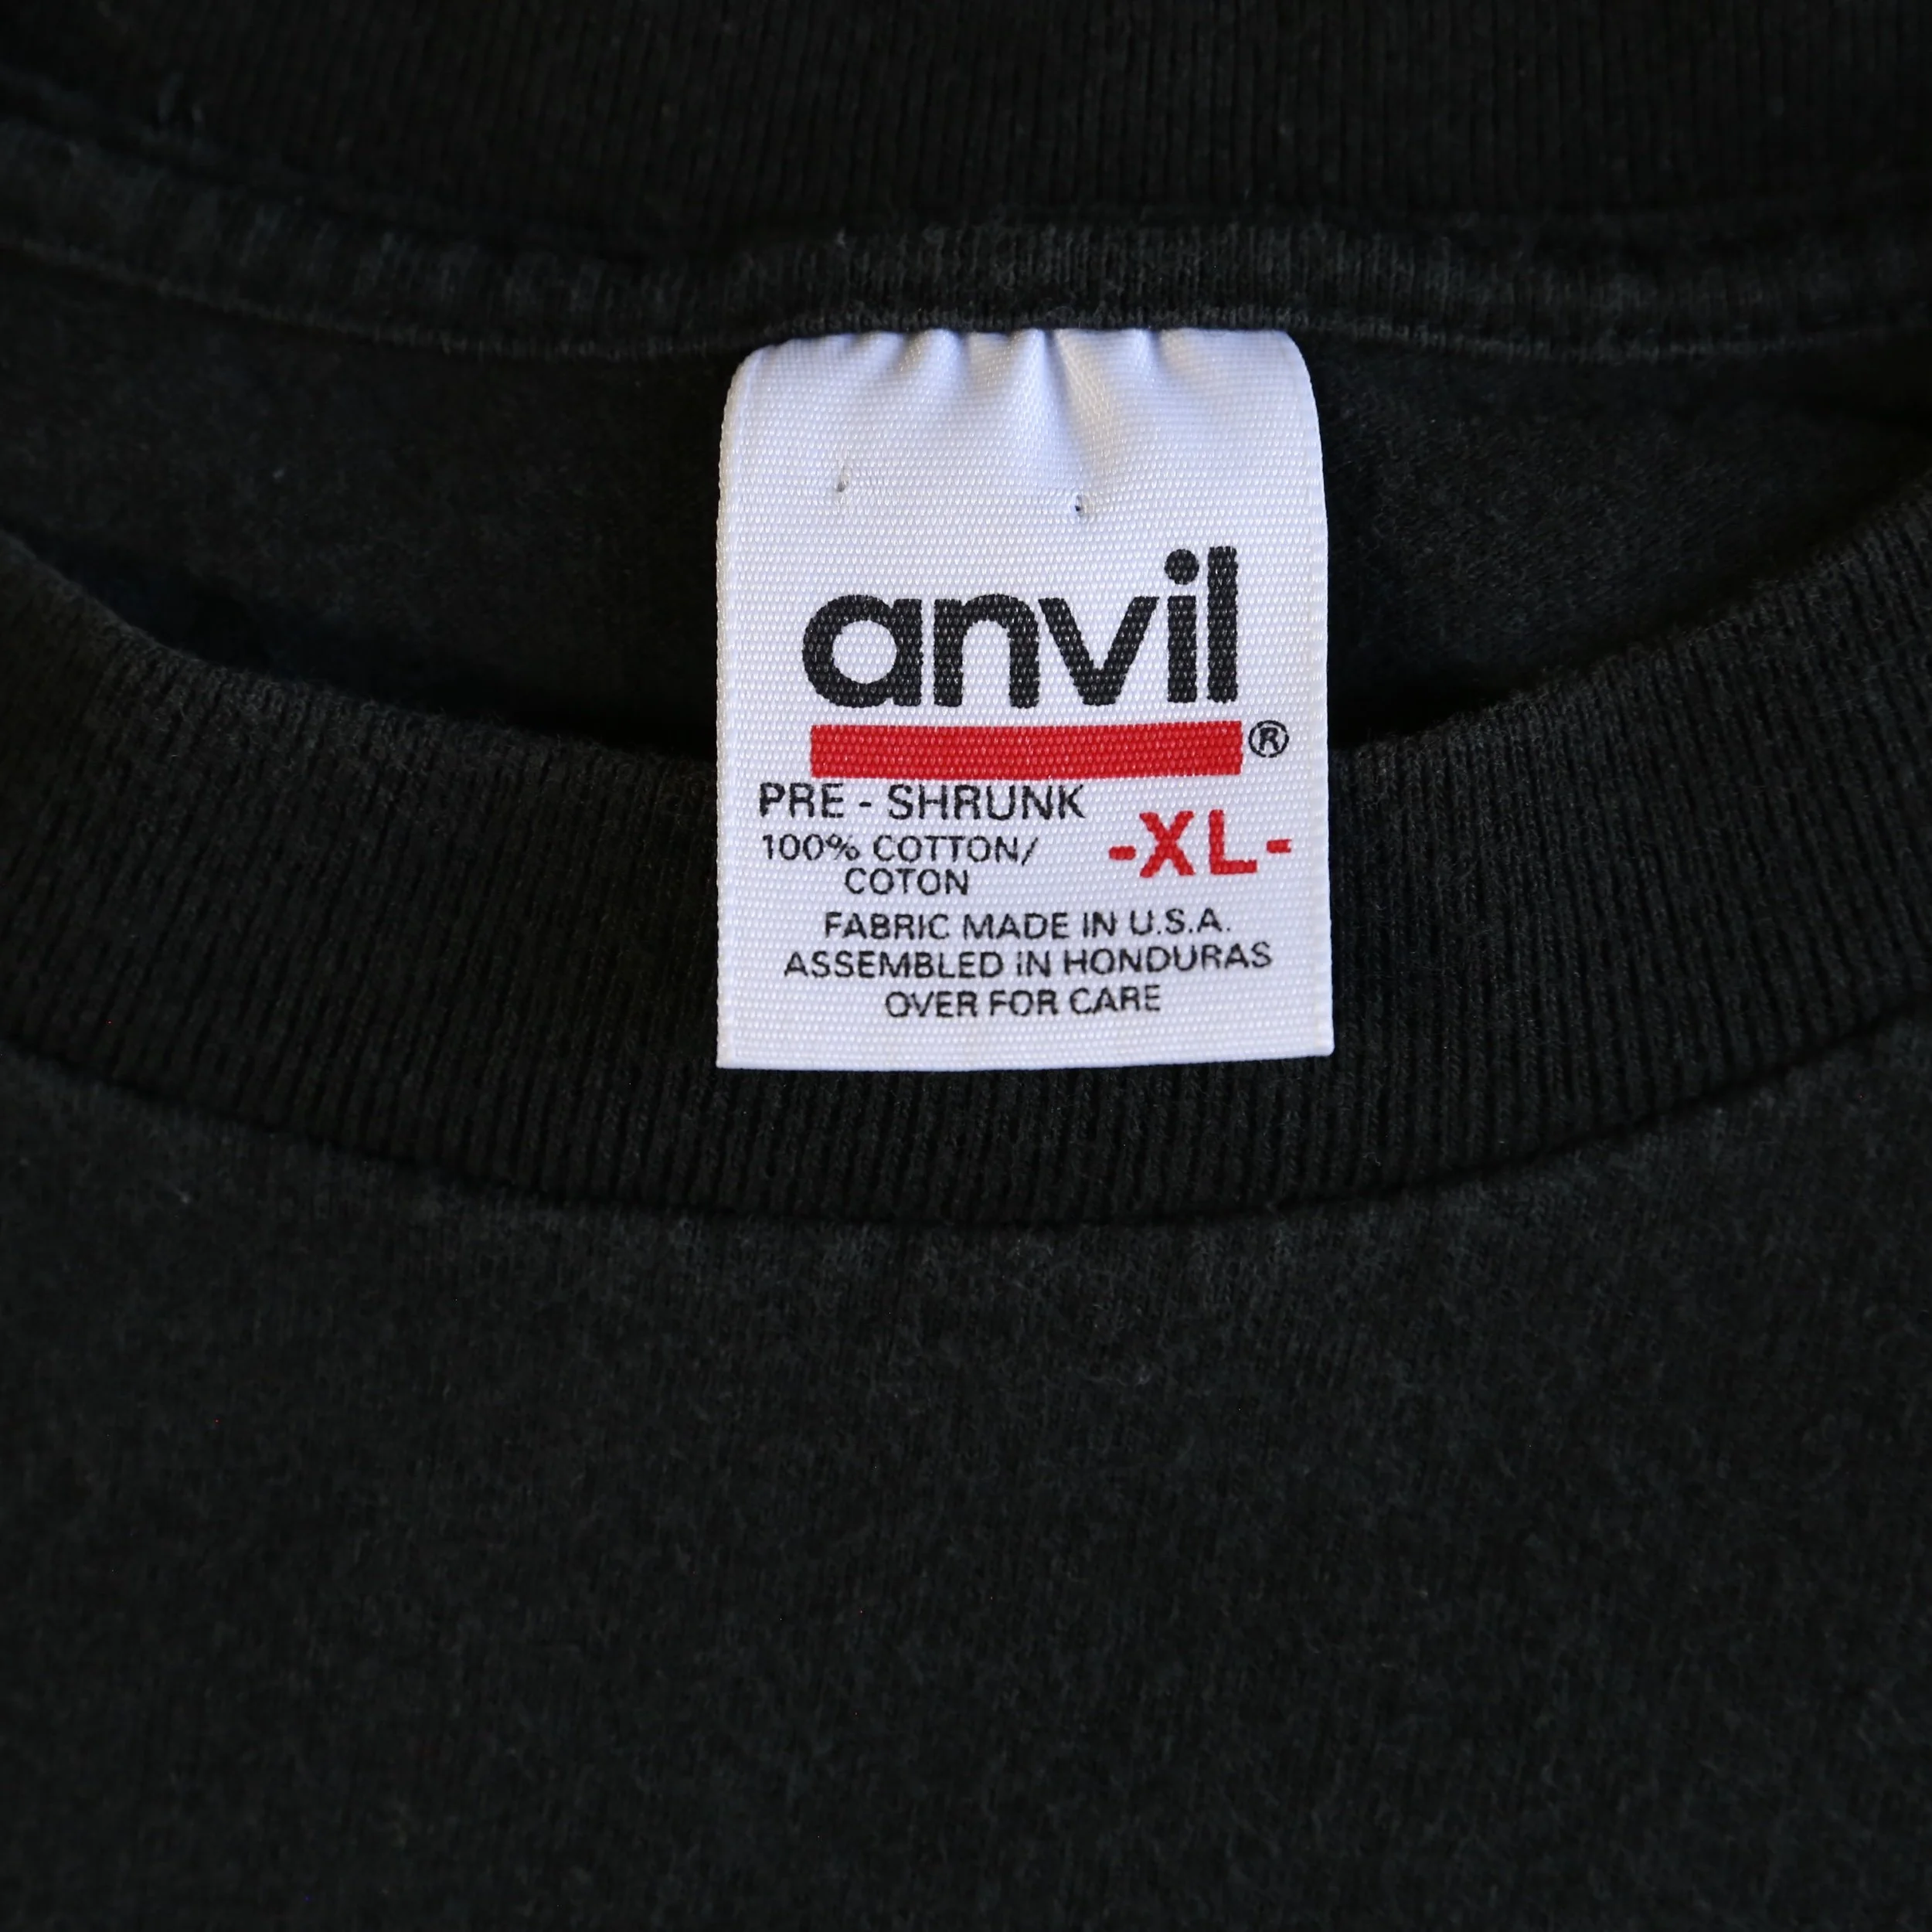 anvil®
PRE - SHRUNK
100% COTTON/
COTON
-XL-
FABRIC MADE IN U.S.A.
ASSEMBLED IN HONDURAS
OVER FOR CARE